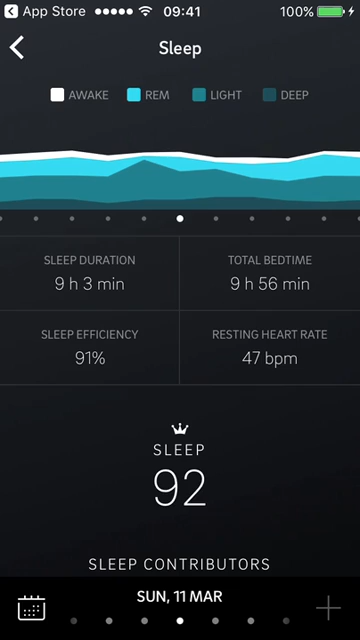 App Store 09:41 100%
Sleep
AWAKE REM LIGHT DEEP
SLEEP DURATION TOTAL BEDTIME
9 h 3 min 9 h 56 min
SLEEP EFFICIENCY RESTING HEART RATE
91% 47 bpm
SLEEP
92
SLEEP CONTRIBUTORS
SUN, 11 MAR